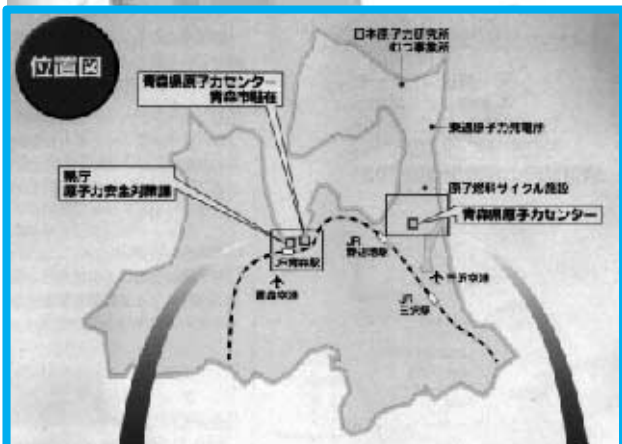 位置図
日本原子力研究所
むつ事業所
青森県原子力センター
青森市駐在
東通原子力発電所
県庁
原子力安全対策課
原子燃料サイクル施設
青森県原子力センター
JR青森駅
JR
野辺地駅
青森空港
三沢空港
JR
三沢駅